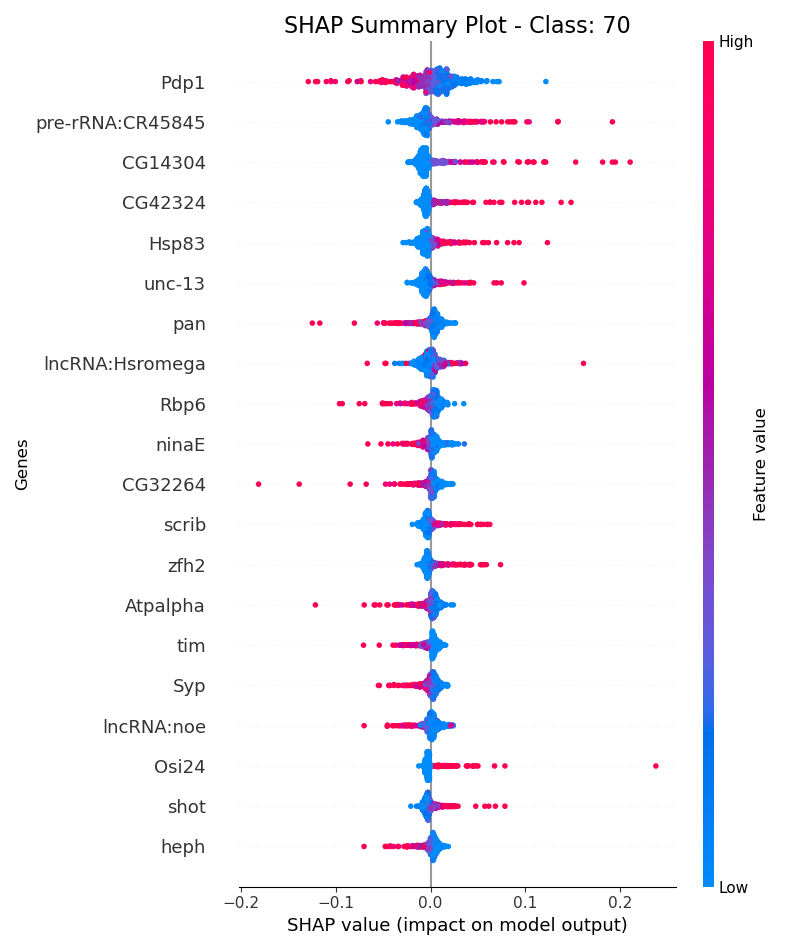 SHAP Summary Plot - Class: 70
High
Pdp1
pre-rRNA:CR45845
CG14304
CG42324
Hsp83
unc-13
pan
lncRNA:Hsromega
Rbp6
ninaE
CG32264
scrib
zfh2
Atpalpha
tim
Syp
lncRNA:noe
Osi24
shot
heph
Genes
Feature value
Low
−0.2 −0.1 0.0 0.1 0.2
SHAP value (impact on model output)